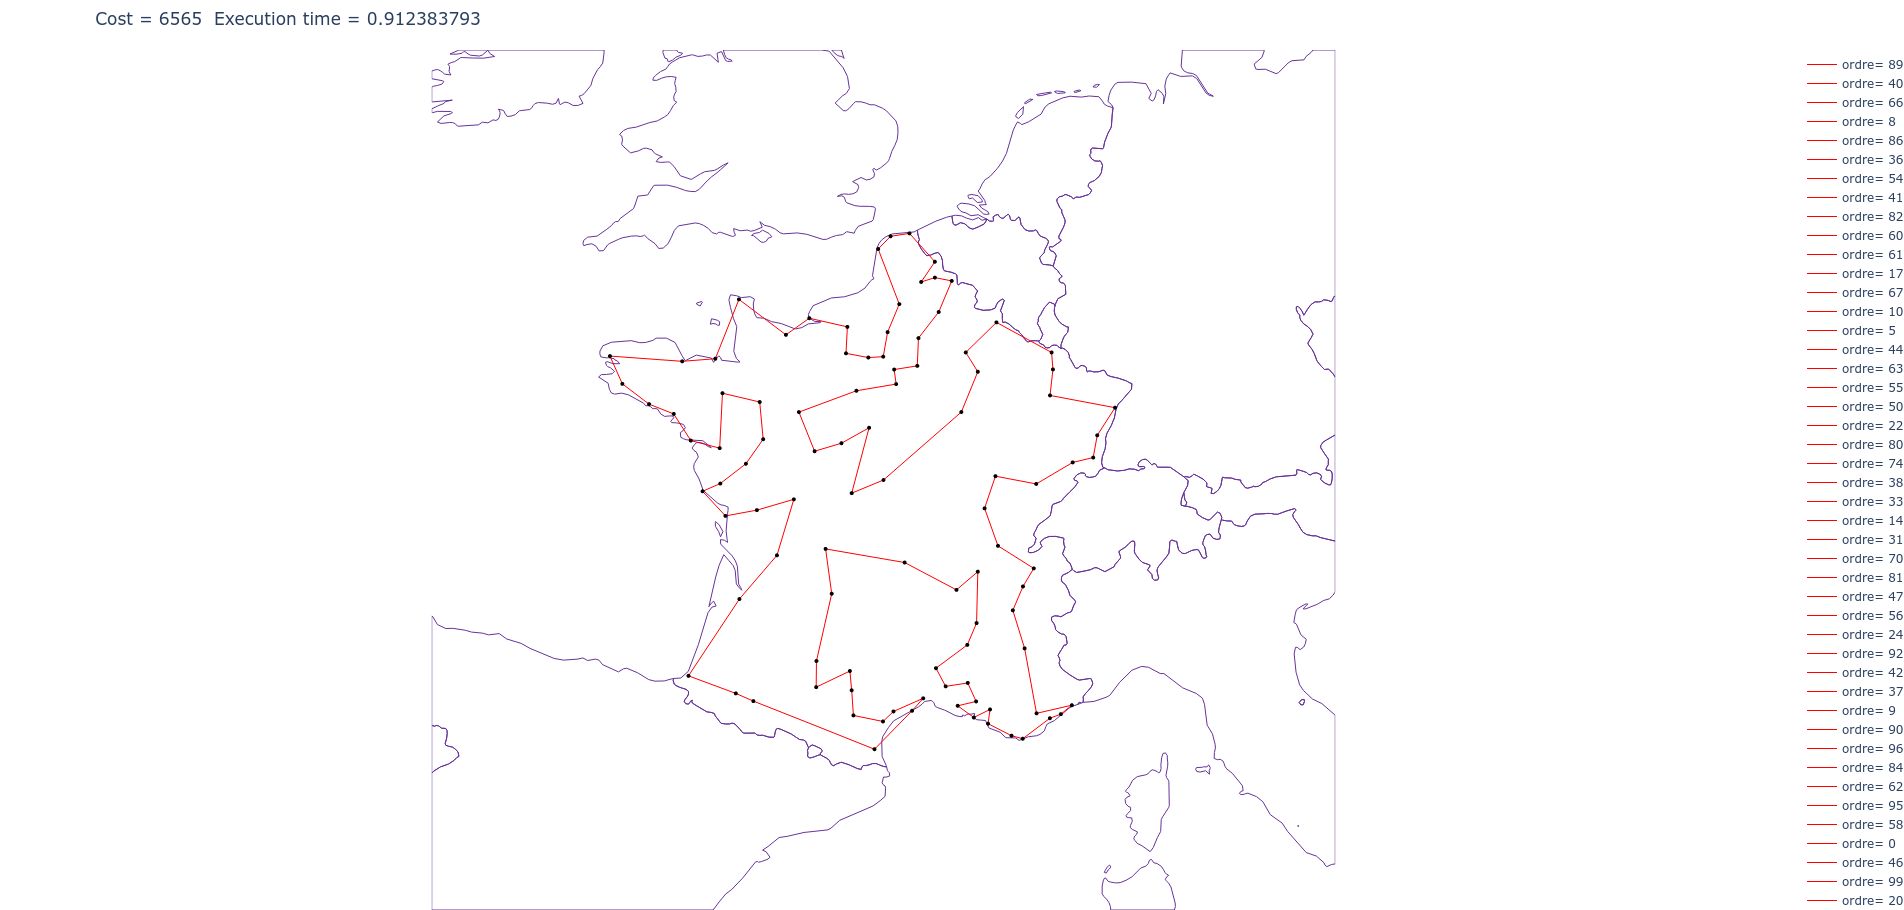 Cost = 6565  Execution time = 0.912383793
ordre= 89
ordre= 40
ordre= 66
ordre= 8
ordre= 86
ordre= 36
ordre= 54
ordre= 41
ordre= 82
ordre= 60
ordre= 61
ordre= 17
ordre= 67
ordre= 10
ordre= 5
ordre= 44
ordre= 63
ordre= 55
ordre= 50
ordre= 22
ordre= 80
ordre= 74
ordre= 38
ordre= 33
ordre= 14
ordre= 31
ordre= 70
ordre= 81
ordre= 47
ordre= 56
ordre= 24
ordre= 92
ordre= 42
ordre= 37
ordre= 9
ordre= 90
ordre= 96
ordre= 84
ordre= 62
ordre= 95
ordre= 58
ordre= 0
ordre= 46
ordre= 99
ordre= 20